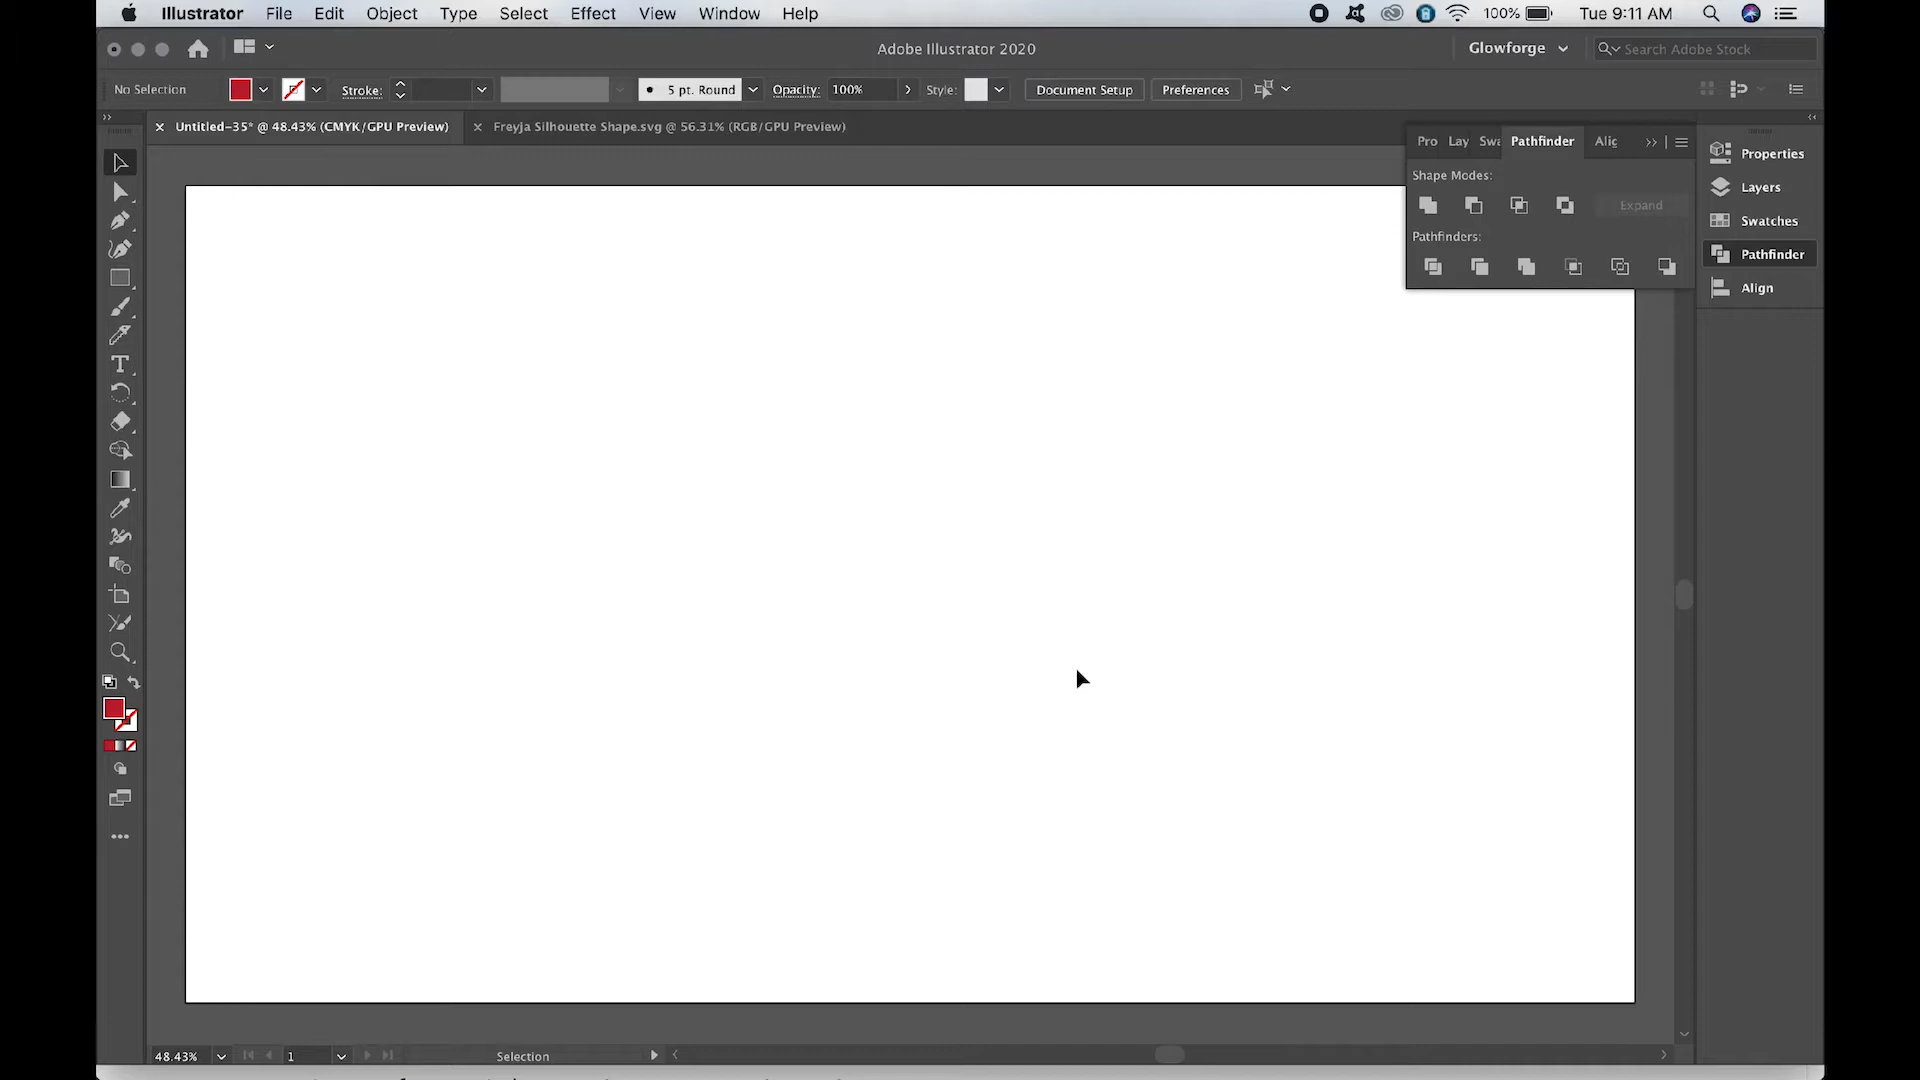 Illustrator File Edit Object Type Select Effect View Window Help 100% Tue 9:11 AM
Adobe Illustrator 2020 Glowforge Search Adobe Stock
No Selection Stroke: 5 pt. Round Opacity: 100% Style: Document Setup Preferences
Untitled-35* @ 48.43% (CMYK/GPU Preview) Freyja Silhouette Shape.svg @ 56.31% (RGB/GPU Preview)
Pro Lay Swa Pathfinder Alig
Properties
Shape Modes:
Layers
Expand
Swatches
Pathfinders:
Pathfinder
Align
48.43% 1 Selection